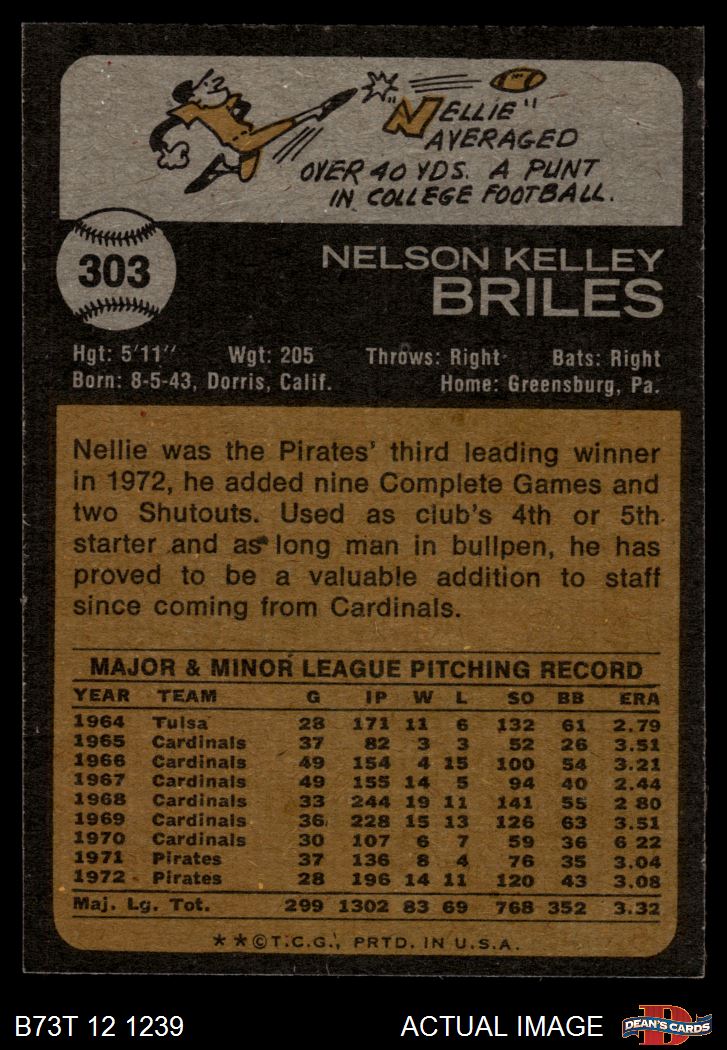 "NELLIE"
AVERAGED
OVER 40 YDS. A PUNT
IN COLLEGE FOOTBALL.
303
NELSON KELLEY
BRILES
Hgt: 5'11" Wgt: 205 Throws: Right Bats: Right
Born: 8-5-43, Dorris, Calif. Home: Greensburg, Pa.
Nellie was the Pirates' third leading winner
in 1972, he added nine Complete Games and
two Shutouts. Used as club's 4th or 5th
starter and as long man in bullpen, he has
proved to be a valuable addition to staff
since coming from Cardinals.
MAJOR & MINOR LEAGUE PITCHING RECORD
YEAR TEAM G IP W L SO BB ERA
1964 Tulsa 28 171 11 6 132 61 2.79
1965 Cardinals 37 82 3 3 52 26 3.51
1966 Cardinals 49 154 4 15 100 54 3.21
1967 Cardinals 49 155 14 5 94 40 2.44
1968 Cardinals 33 244 19 11 141 55 2 80
1969 Cardinals 36 228 15 13 126 63 3.51
1970 Cardinals 30 107 6 7 59 36 6 22
1971 Pirates 37 136 8 4 76 35 3.04
1972 Pirates 28 196 14 11 120 43 3.08
Maj. Lg. Tot. 299 1302 83 69 768 352 3.32
**©T.C.G., PRTD. IN U.S.A.
B73T 12 1239 ACTUAL IMAGE
D
DEAN'S CARDS